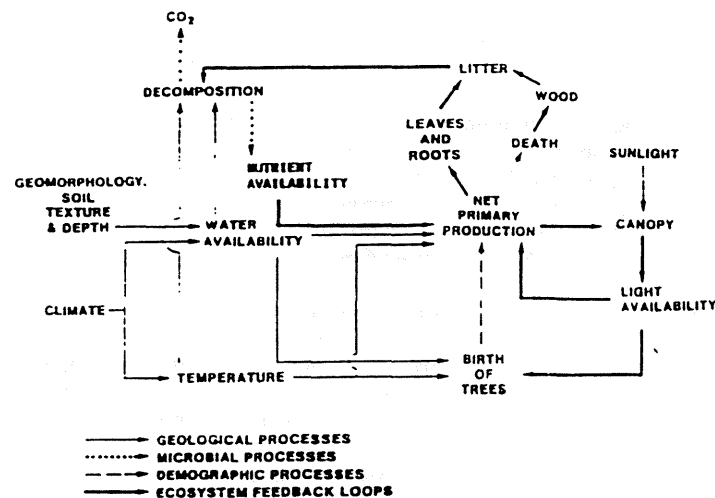 CO2
DECOMPOSITION
LITTER
WOOD
LEAVES
AND
ROOTS
DEATH
SUNLIGHT
NUTRIENT
AVAILABILITY
GEOMORPHOLOGY.
SOIL
TEXTURE
& DEPTH
WATER
AVAILABILITY
NET
PRIMARY
PRODUCTION
CANOPY
LIGHT
AVAILABILITY
CLIMATE
TEMPERATURE
BIRTH
OF
TREES
GEOLOGICAL PROCESSES
MICROBIAL PROCESSES
DEMOGRAPHIC PROCESSES
ECOSYSTEM FEEDBACK LOOPS